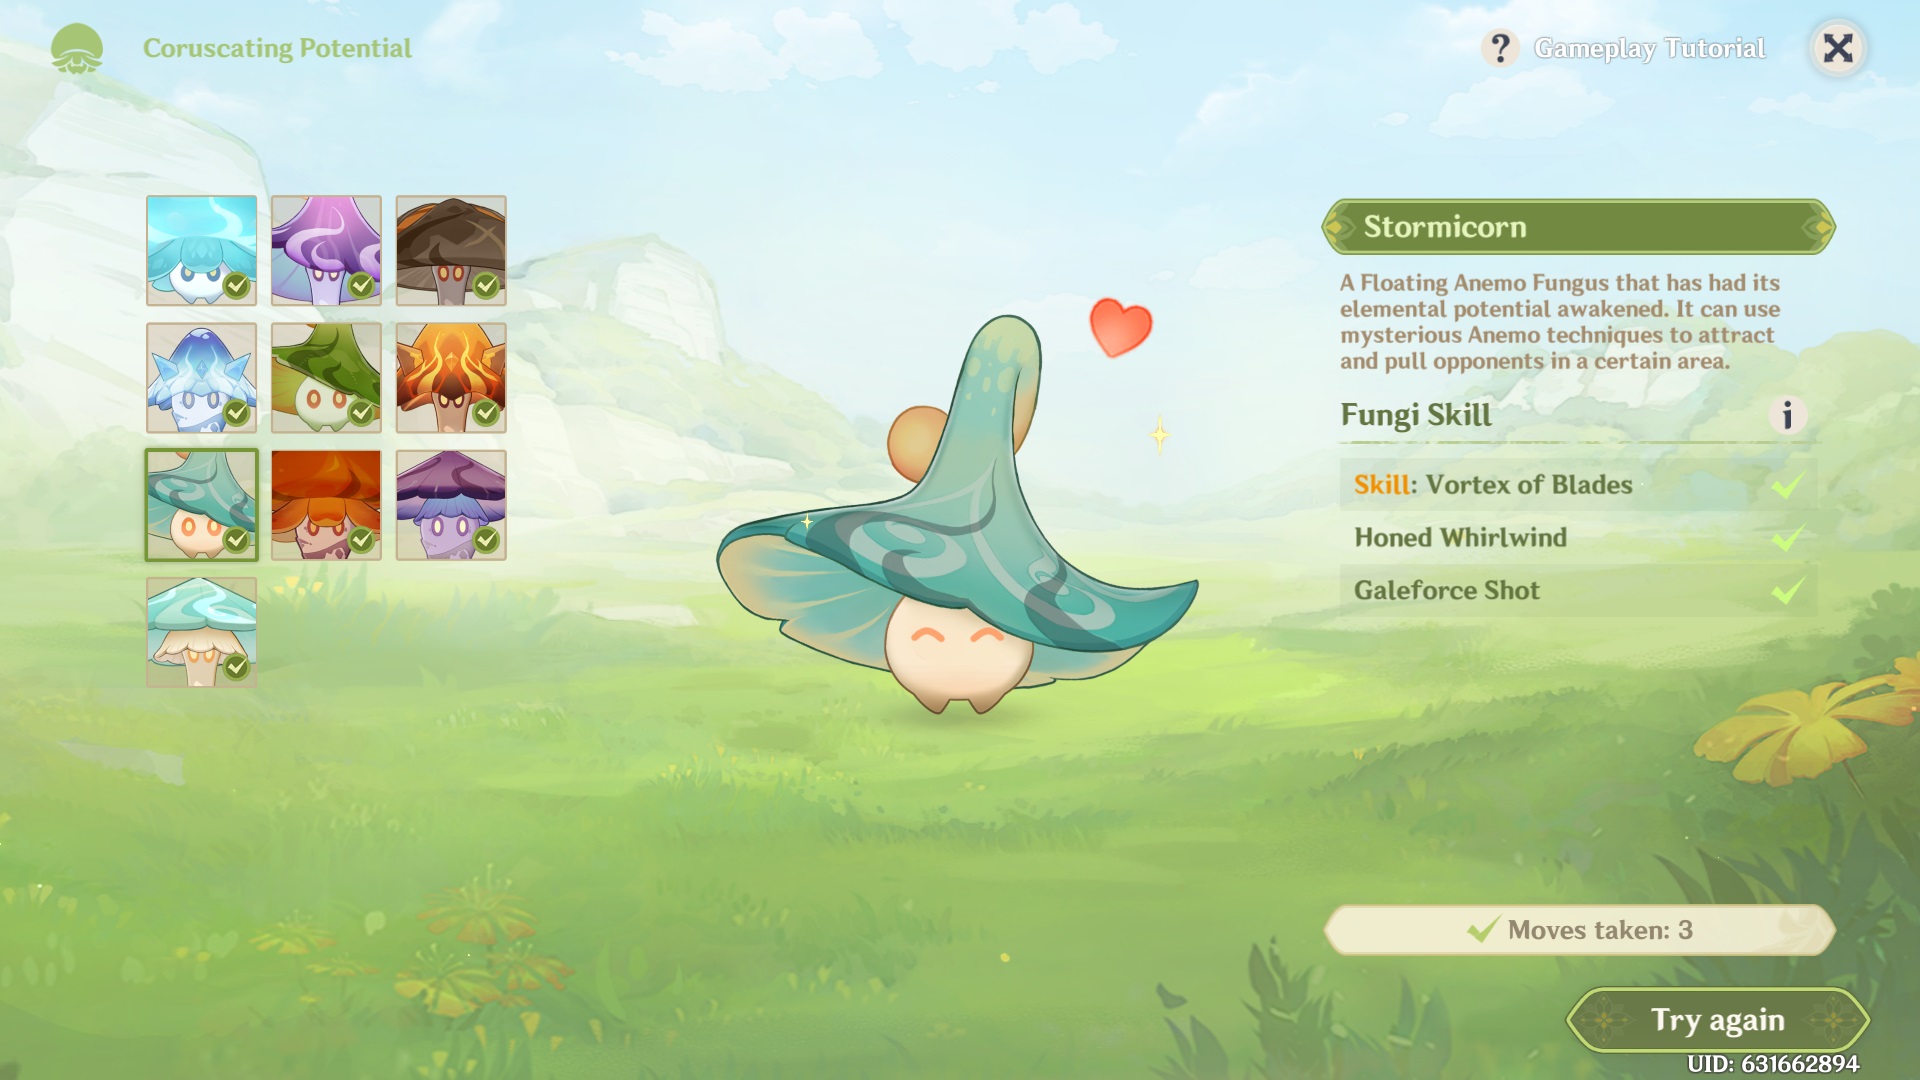 Coruscating Potential
? Gameplay Tutorial
Stormicorn
A Floating Anemo Fungus that has had its
elemental potential awakened. It can use
mysterious Anemo techniques to attract
and pull opponents in a certain area.
Fungi Skill
i
Skill: Vortex of Blades
Honed Whirlwind
Galeforce Shot
Moves taken: 3
Try again
UID: 631662894